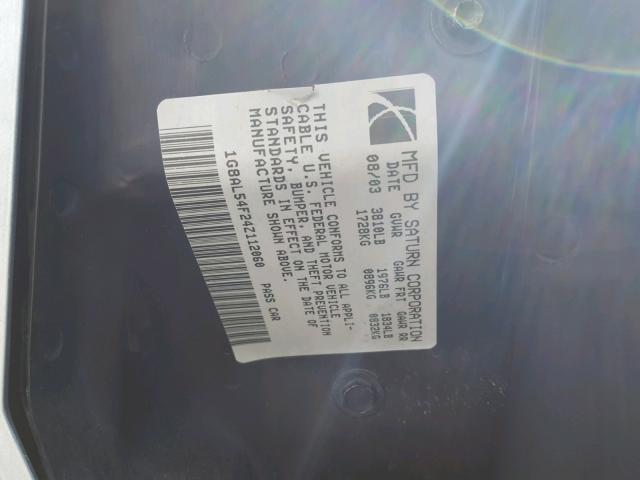 MFD BY SATURN CORPORATION
DATE GVWR GAWR FRT GAWR RR
08/03 3810LB 1976LB 1834LB
1728KG 0896KG 0832KG
THIS VEHICLE CONFORMS TO ALL APPLI-
CABLE U.S. FEDERAL MOTOR VEHICLE
SAFETY, BUMPER, AND THEFT PREVENTION
STANDARDS IN EFFECT ON THE DATE OF
MANUFACTURE SHOWN ABOVE.
1G8AL54F24Z112060 PASS CAR